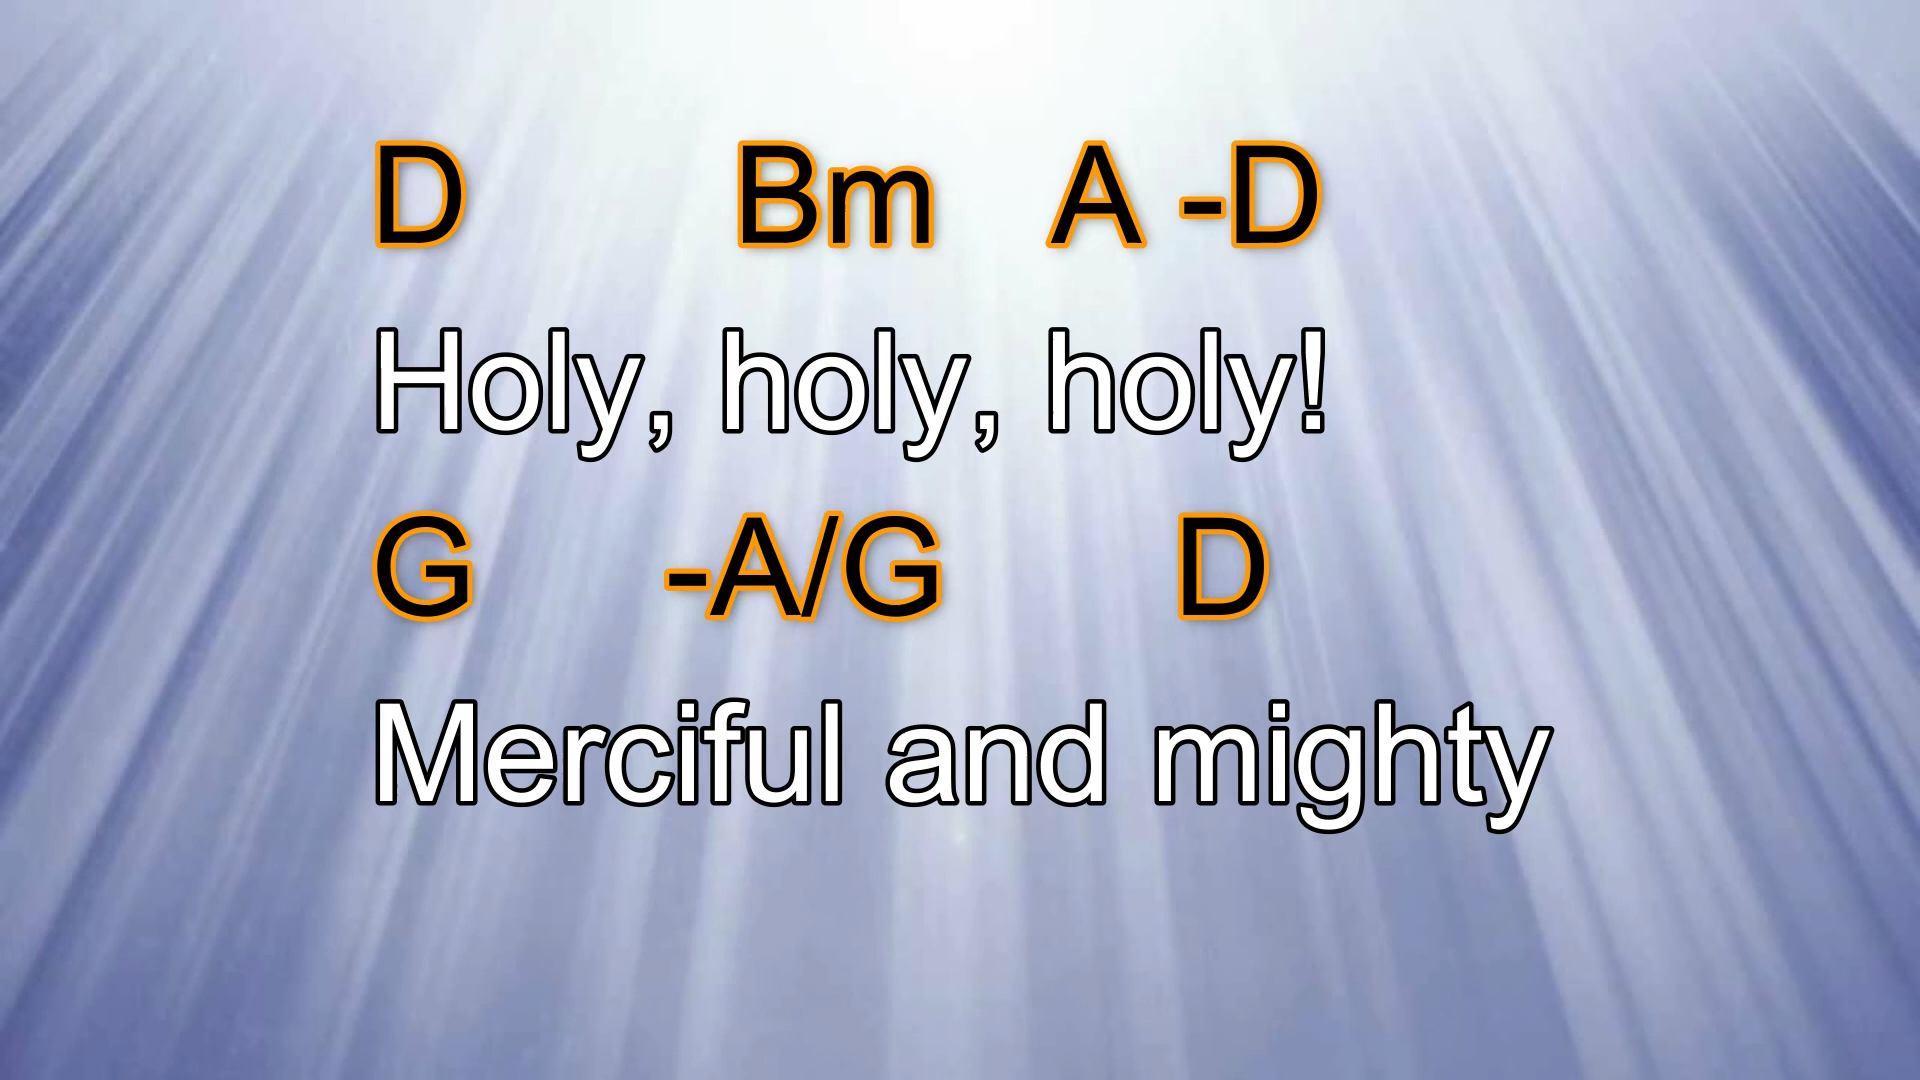 D Bm A -D
Holy, holy, holy!
G -A/G D
Merciful and mighty